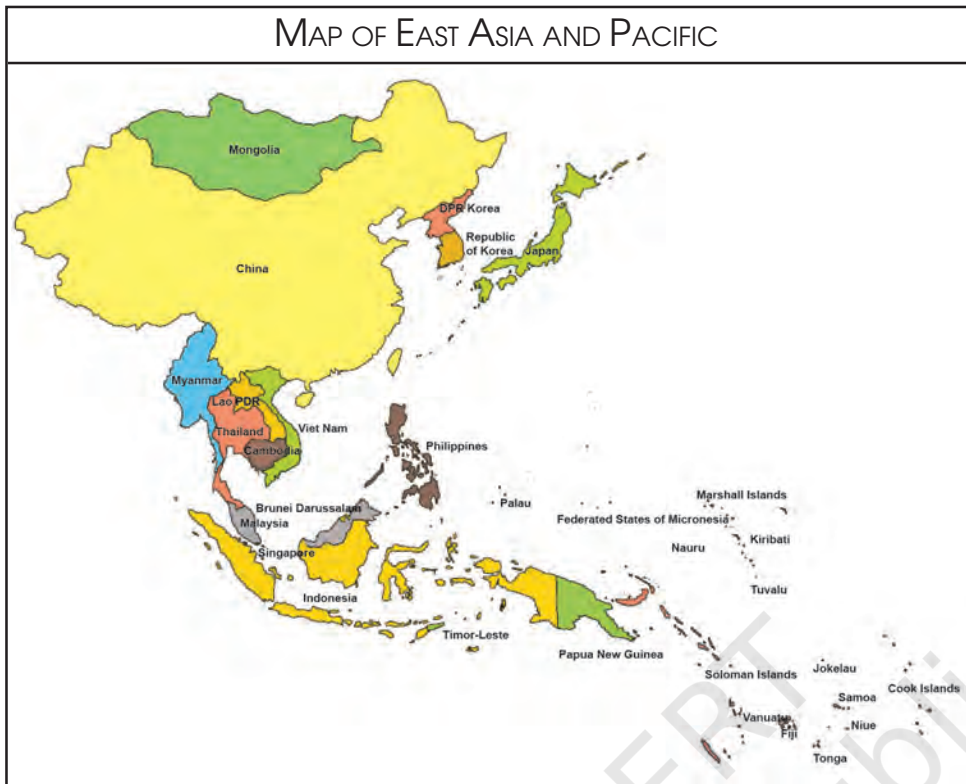 MAP OF EAST ASIA AND PACIFIC
Mongolia
DPR Korea
Republic
of Korea
Japan
China
Myanmar
Lao PDR
Thailand
Viet Nam
Cambodia
Philippines
Palau
Marshall Islands
Brunei Darussalam
Malaysia
Federated States of Micronesia
Kiribati
Singapore
Nauru
Indonesia
Tuvalu
Timor-Leste
Papua New Guinea
Soloman Islands
Jokelau
Samoa
Cook Islands
Vanuatu
Fiji
Niue
Tonga